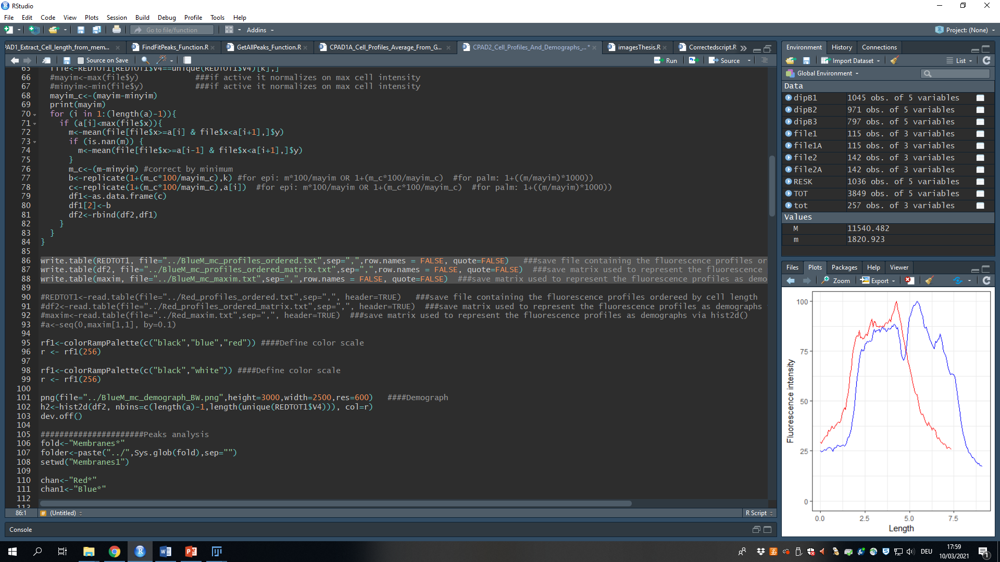 RStudio
File Edit Code View Plots Session Build Debug Profile Tools Help
Go to file/function Addins Project: (None)
PAD1_Extract_Cell_length_from_mem... FindFitPeaks_Function.R GetAllPeaks_Function.R CPAD1A_Cell_Profiles_Average_From_G... CPAD2_Cell_Profiles_And_Demographs_...* imagesThesis.R Correctedscript.R
Source on Save Run Source
65 file<-REDTOT1[REDTOT1$V4==unique(REDTOT1$V4)[k],]
66 #mayim<-max(file$y) ###if active it normalizes on max cell intensity
67 #minyim<-min(file$y) ###if active it normalizes on max cell intensity
68 mayim_c<-(mayim-minyim)
69 print(mayim)
70 for (i in 1:(length(a)-1)){
71 if (a[i]<max(file$x)){
72 m<-mean(file[file$x>=a[i] & file$x<a[i+1],]$y)
73 if (is.nan(m)) {
74 m<-mean(file[file$x>=a[i-1] & file$x<a[i+1],]$y)
75 }
76 m_c<-(m-minyim) #correct by minimum
77 b<-replicate(1+(m_c*100/mayim_c),k) #for epi: m*100/mayim OR 1+(m_c*100/mayim_c) #for palm: 1+((m/mayim)*1000))
78 c<-replicate(1+(m_c*100/mayim_c),a[i]) #for epi: m*100/mayim OR 1+(m_c*100/mayim_c) #for palm: 1+((m/mayim)*1000))
79 df1<-as.data.frame(c)
80 df1[2]<-b
81 df2<-rbind(df2,df1)
82 }
83 }
84 }
85
86 write.table(REDTOT1, file="../BlueM_mc_profiles_ordered.txt",sep=",",row.names = FALSE, quote=FALSE) ###save file containing the fluorescence profiles or
87 write.table(df2, file="../BlueM_mc_profiles_ordered_matrix.txt",sep=",",row.names = FALSE, quote=FALSE) ###save matrix used to represent the fluorescence
88 write.table(maxim, file="../BlueM_mc_maxim.txt",sep=",",row.names = FALSE, quote=FALSE) ###save matrix used to represent the fluorescence profiles as demo
89
90 #REDTOT1<-read.table(file="../Red_profiles_ordered.txt",sep=",", header=TRUE) ###save file containing the fluorescence profiles ordereed by cell length
91 #df2<-read.table(file="../Red_profiles_ordered_matrix.txt",sep=",", header=TRUE) ###save matrix used to represent the fluorescence profiles as demographs
92 #maxim<-read.table(file="../Red_maxim.txt",sep=",", header=TRUE) ###save matrix used to represent the fluorescence profiles as demographs via hist2d()
93 #a<-seq(0,maxim[1,1], by=0.1)
94
95 rf1<-colorRampPalette(c("black","blue","red")) ####Define color scale
96 r <- rf1(256)
97
98 rf1<-colorRampPalette(c("black","white")) ####Define color scale
99 r <- rf1(256)
100
101 png(file="../BlueM_mc_demograph_BW.png",height=3000,width=2500,res=600) ####Demograph
102 h2<-hist2d(df2, nbins=c(length(a)-1,length(unique(REDTOT1$V4))), col=r)
103 dev.off()
104
105 ######################Peaks analysis
106 fold<-"Membranes*"
107 folder<-paste("../",Sys.glob(fold),sep="")
108 setwd("Membranes1")
109
110 chan<-"Red*"
111 chan1<-"Blue*"
112
113
86:1 (Untitled) R Script
Console
Environment History Connections
Import Dataset List
Global Environment
Data
dipB1 1045 obs. of 5 variables
dipB2 971 obs. of 5 variables
dipB3 797 obs. of 5 variables
file1 115 obs. of 3 variables
file1A 115 obs. of 3 variables
file2 142 obs. of 3 variables
file2A 142 obs. of 3 variables
RESK 1036 obs. of 5 variables
TOT 3849 obs. of 5 variables
tot 257 obs. of 3 variables
Values
M 11540.482
m 1820.923
Files Plots Packages Help Viewer
Zoom Export
100
75
50
25
0
Fluorescence intensity
0.0 2.5 5.0 7.5
Length
DEU 17:59
10/03/2021
1